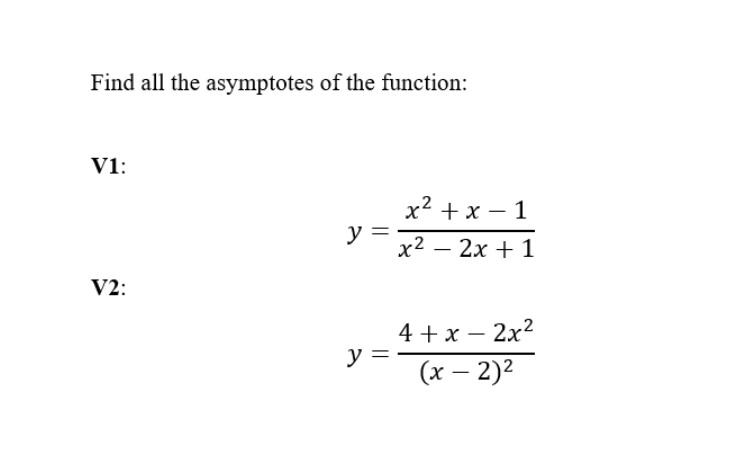 Find all the asymptotes of the function:
V1:
y = \frac{x^2 + x - 1}{x^2 - 2x + 1}
V2:
y = \frac{4 + x - 2x^2}{(x - 2)^2}